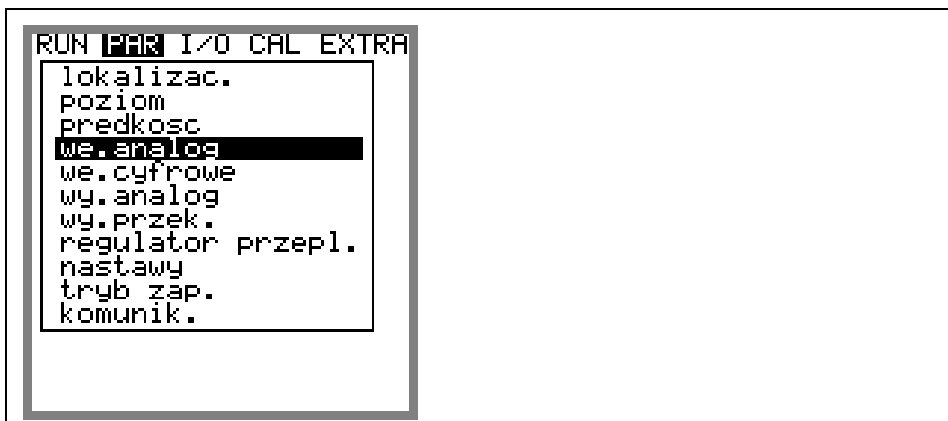 RUN PAR I/O CAL EXTRA
lokalizac.
poziom
predkosc
we.analog
we.cyfrowe
wy.analog
wy.przek.
regulator przepl.
nastawy
tryb zap.
komunik.